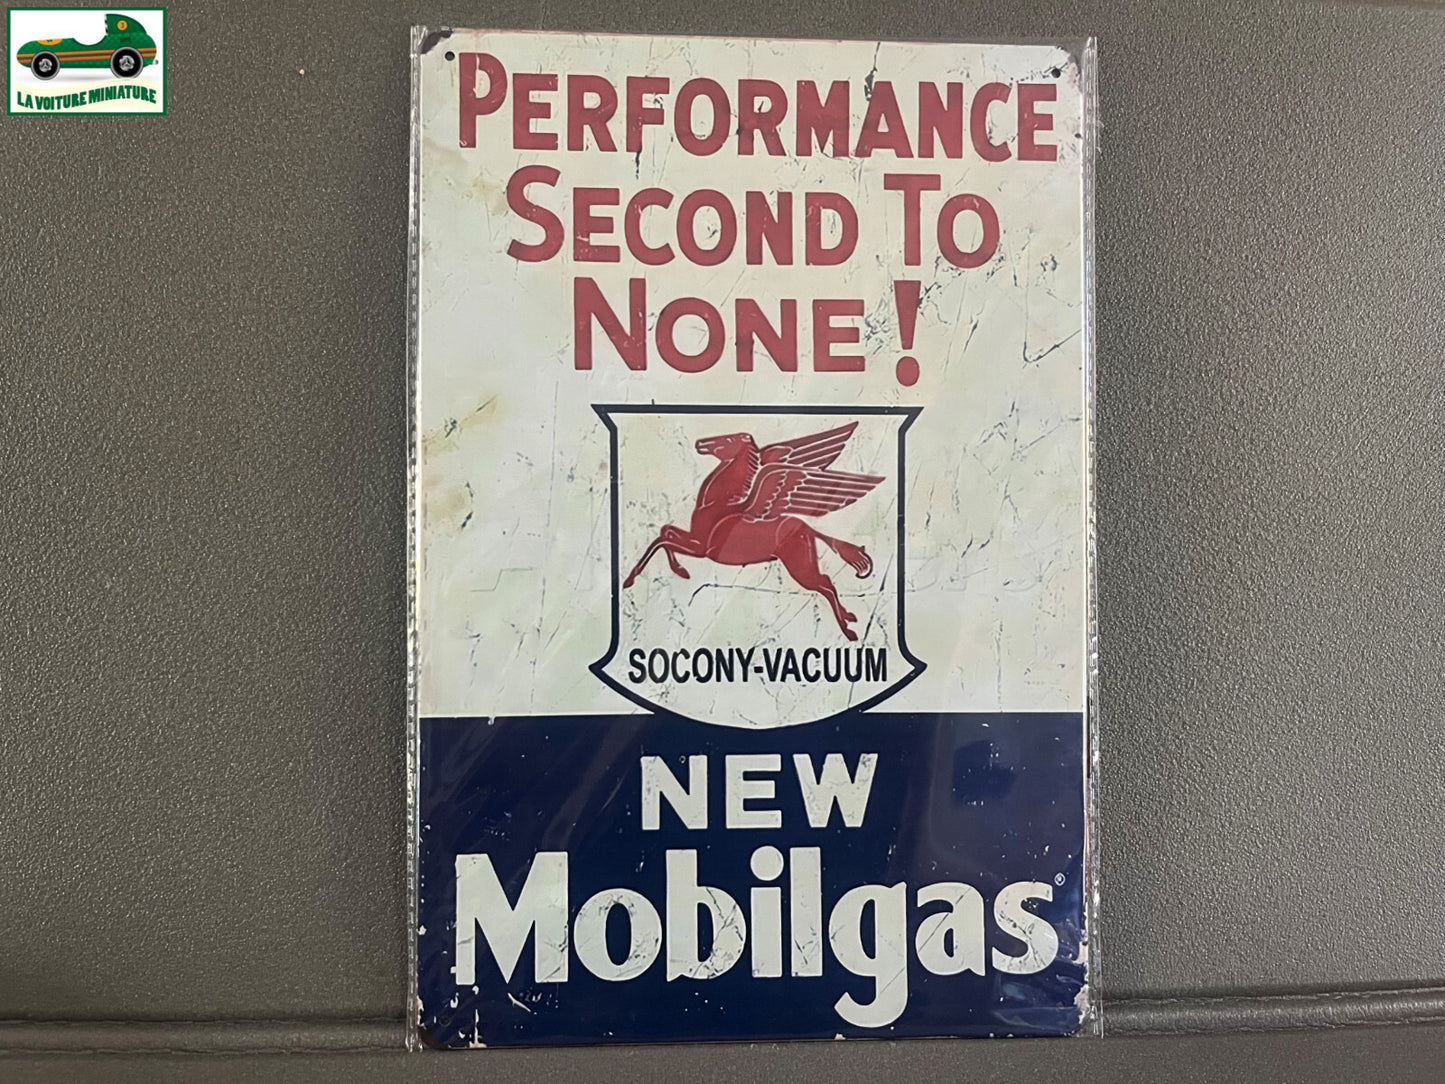 LA VOITURE MINIATURE
PERFORMANCE
SECOND TO
NONE!
SOCONY-VACUUM
NEW
Mobilgas®